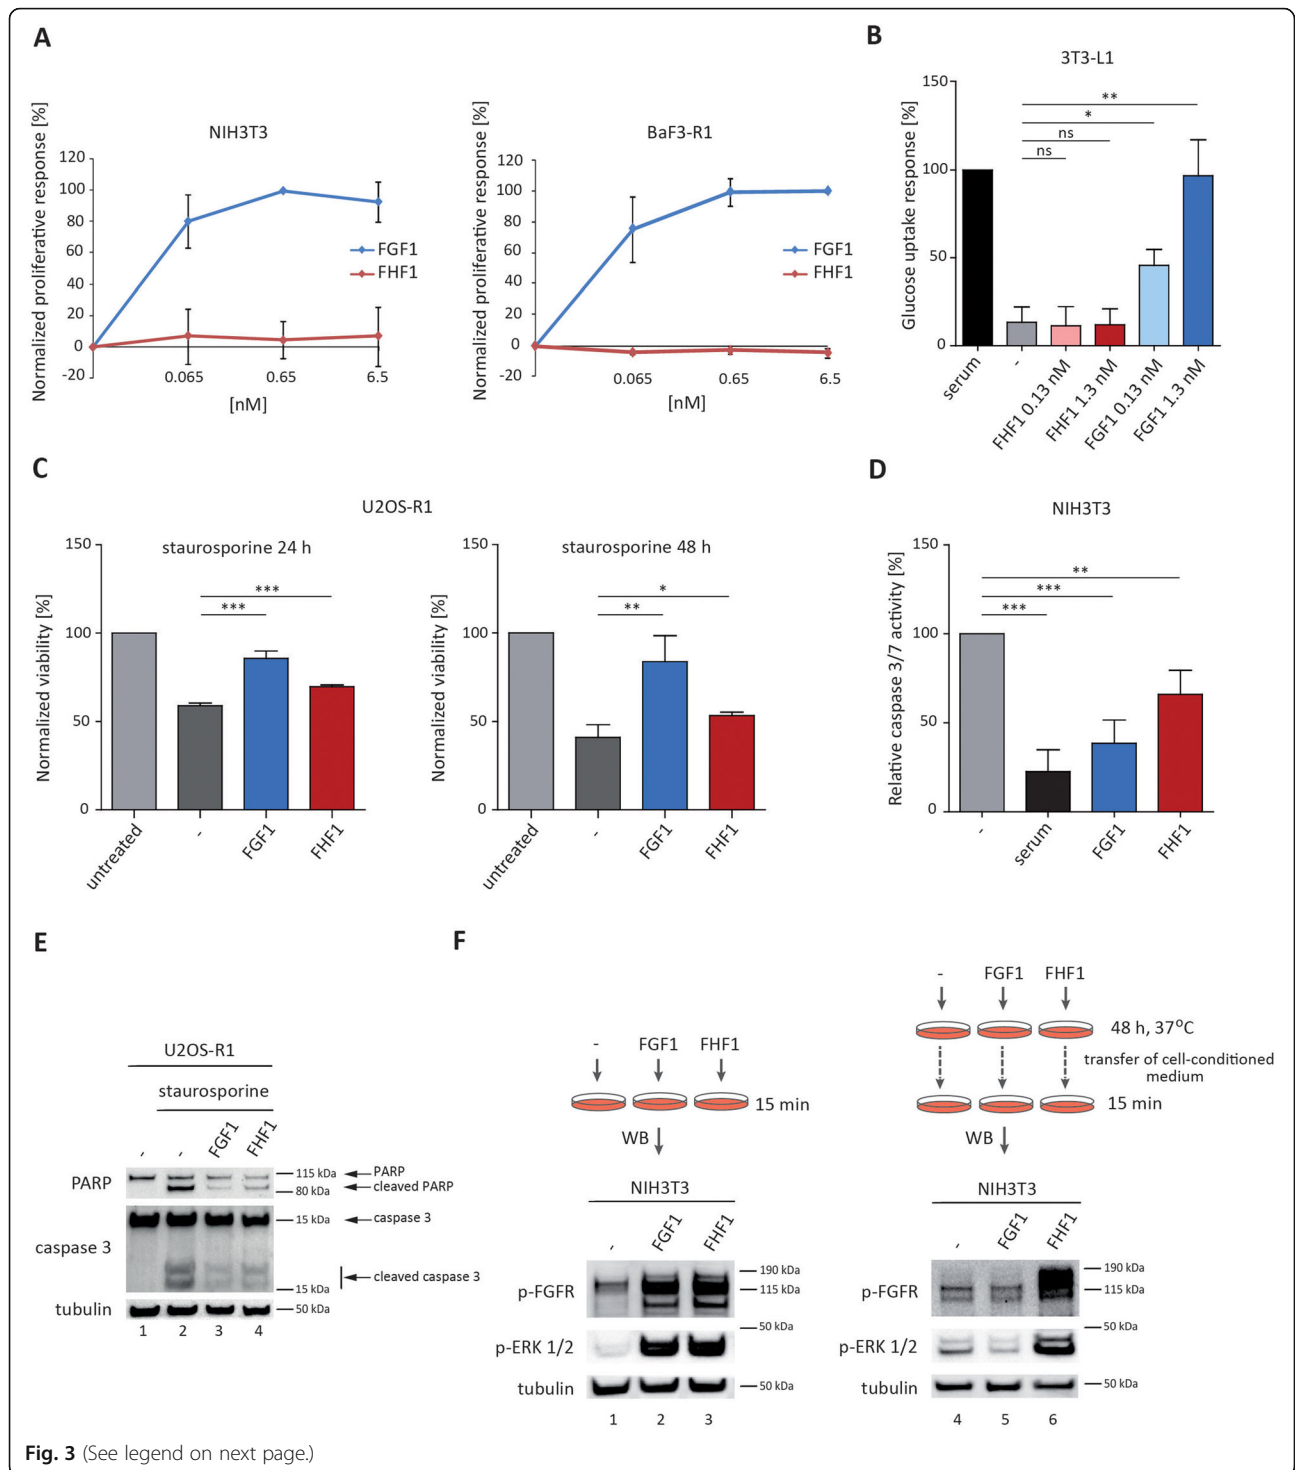 A
NIH3T3
Normalized proliferative response [%]
120
100
80
60
40
20
0
-20
0.065
0.65
6.5
[nM]
FGF1
FHF1
BaF3-R1
Normalized proliferative response [%]
120
100
80
60
40
20
0
-20
0.065
0.65
6.5
[nM]
FGF1
FHF1
B
3T3-L1
Glucose uptake response [%]
150
100
50
0
**
*
ns
ns
serum
-
FHF1 0.13 nM
FHF1 1.3 nM
FGF1 0.13 nM
FGF1 1.3 nM
C
U2OS-R1
staurosporine 24 h
Normalized viability [%]
150
100
50
0
***
***
untreated
-
FGF1
FHF1
staurosporine 48 h
Normalized viability [%]
150
100
50
0
*
**
untreated
-
FGF1
FHF1
D
NIH3T3
Relative caspase 3/7 activity [%]
150
100
50
0
**
***
***
-
serum
FGF1
FHF1
E
U2OS-R1
staurosporine
- - FGF1 FHF1
PARP
115 kDa
PARP
80 kDa
cleaved PARP
caspase 3
15 kDa
caspase 3
cleaved caspase 3
15 kDa
tubulin
50 kDa
1 2 3 4
F
- FGF1 FHF1
15 min
WB
NIH3T3
- FGF1 FHF1
p-FGFR
190 kDa
115 kDa
50 kDa
p-ERK 1/2
tubulin
50 kDa
1 2 3
- FGF1 FHF1
48 h, 37°C
transfer of cell-conditioned
medium
15 min
WB
NIH3T3
- FGF1 FHF1
p-FGFR
190 kDa
115 kDa
50 kDa
p-ERK 1/2
tubulin
50 kDa
4 5 6
Fig. 3 (See legend on next page.)